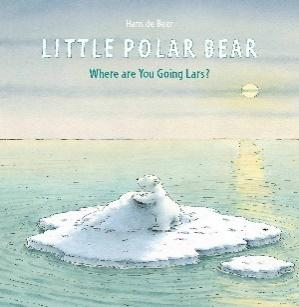 Hans de Beer
LITTLE POLAR BEAR
Where are You Going Lars?